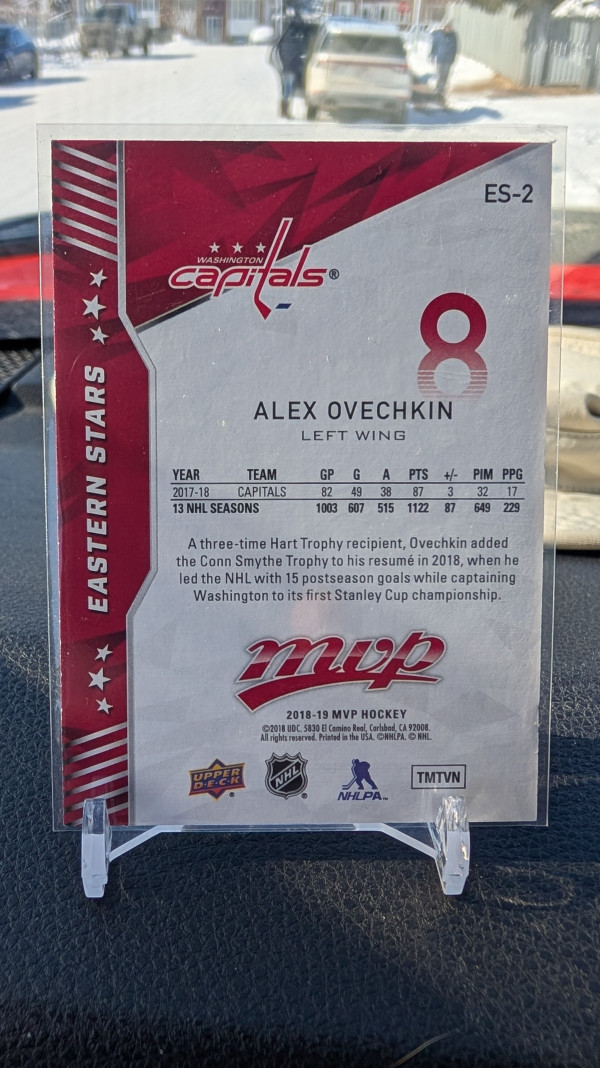 ES-2
WASHINGTON
capitals®
8
EASTERN STARS
ALEX OVECHKIN
LEFT WING
YEAR TEAM GP G A PTS +/- PIM PPG
2017-18 CAPITALS 82 49 38 87 3 32 17
13 NHL SEASONS 1003 607 515 1122 87 649 229
A three-time Hart Trophy recipient, Ovechkin added
the Conn Smythe Trophy to his resumé in 2018, when he
led the NHL with 15 postseason goals while captaining
Washington to its first Stanley Cup championship.
mvp
2018-19 MVP HOCKEY
©2018 UDC. 5830 El Camino Real, Carlsbad, CA 92008.
All rights reserved. Printed in the USA. ©NHLPA. © NHL.
UPPER
D·E·C·K®
NHL®
NHLPA™
TMTVN